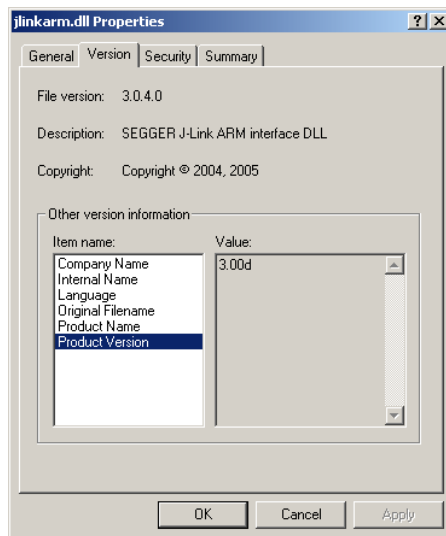 jlinkarm.dll Properties
General Version Security Summary
File version: 3.0.4.0
Description: SEGGER J-Link ARM interface DLL
Copyright: Copyright © 2004, 2005
Other version information
Item name: Value:
Company Name 3.00d
Internal Name
Language
Original Filename
Product Name
Product Version
OK Cancel Apply